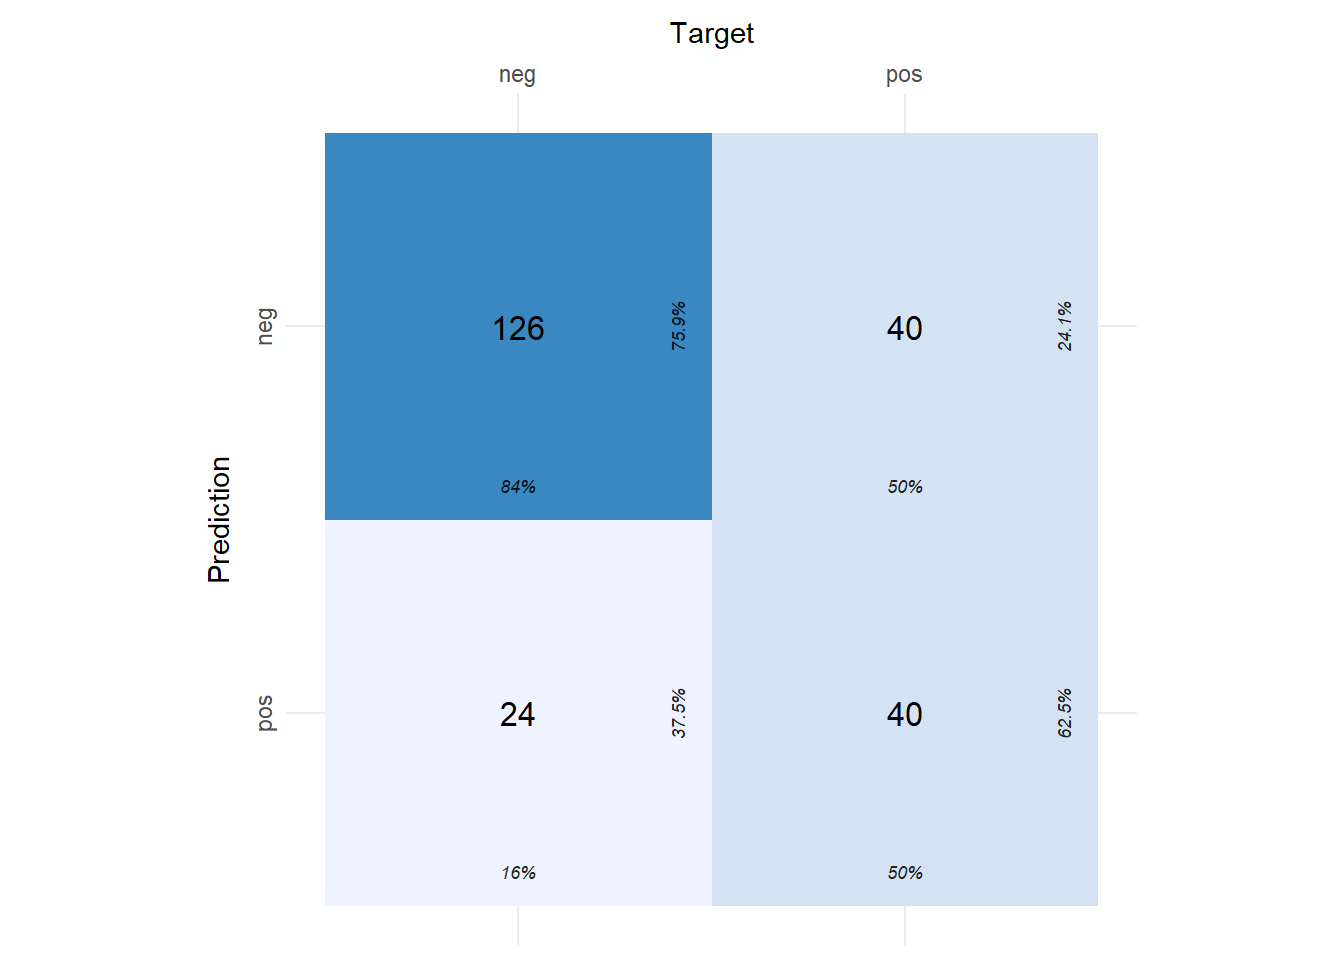 Target
neg
pos
neg
126
75.9%
40
24.1%
84%
50%
Prediction
pos
24
37.5%
40
62.5%
16%
50%